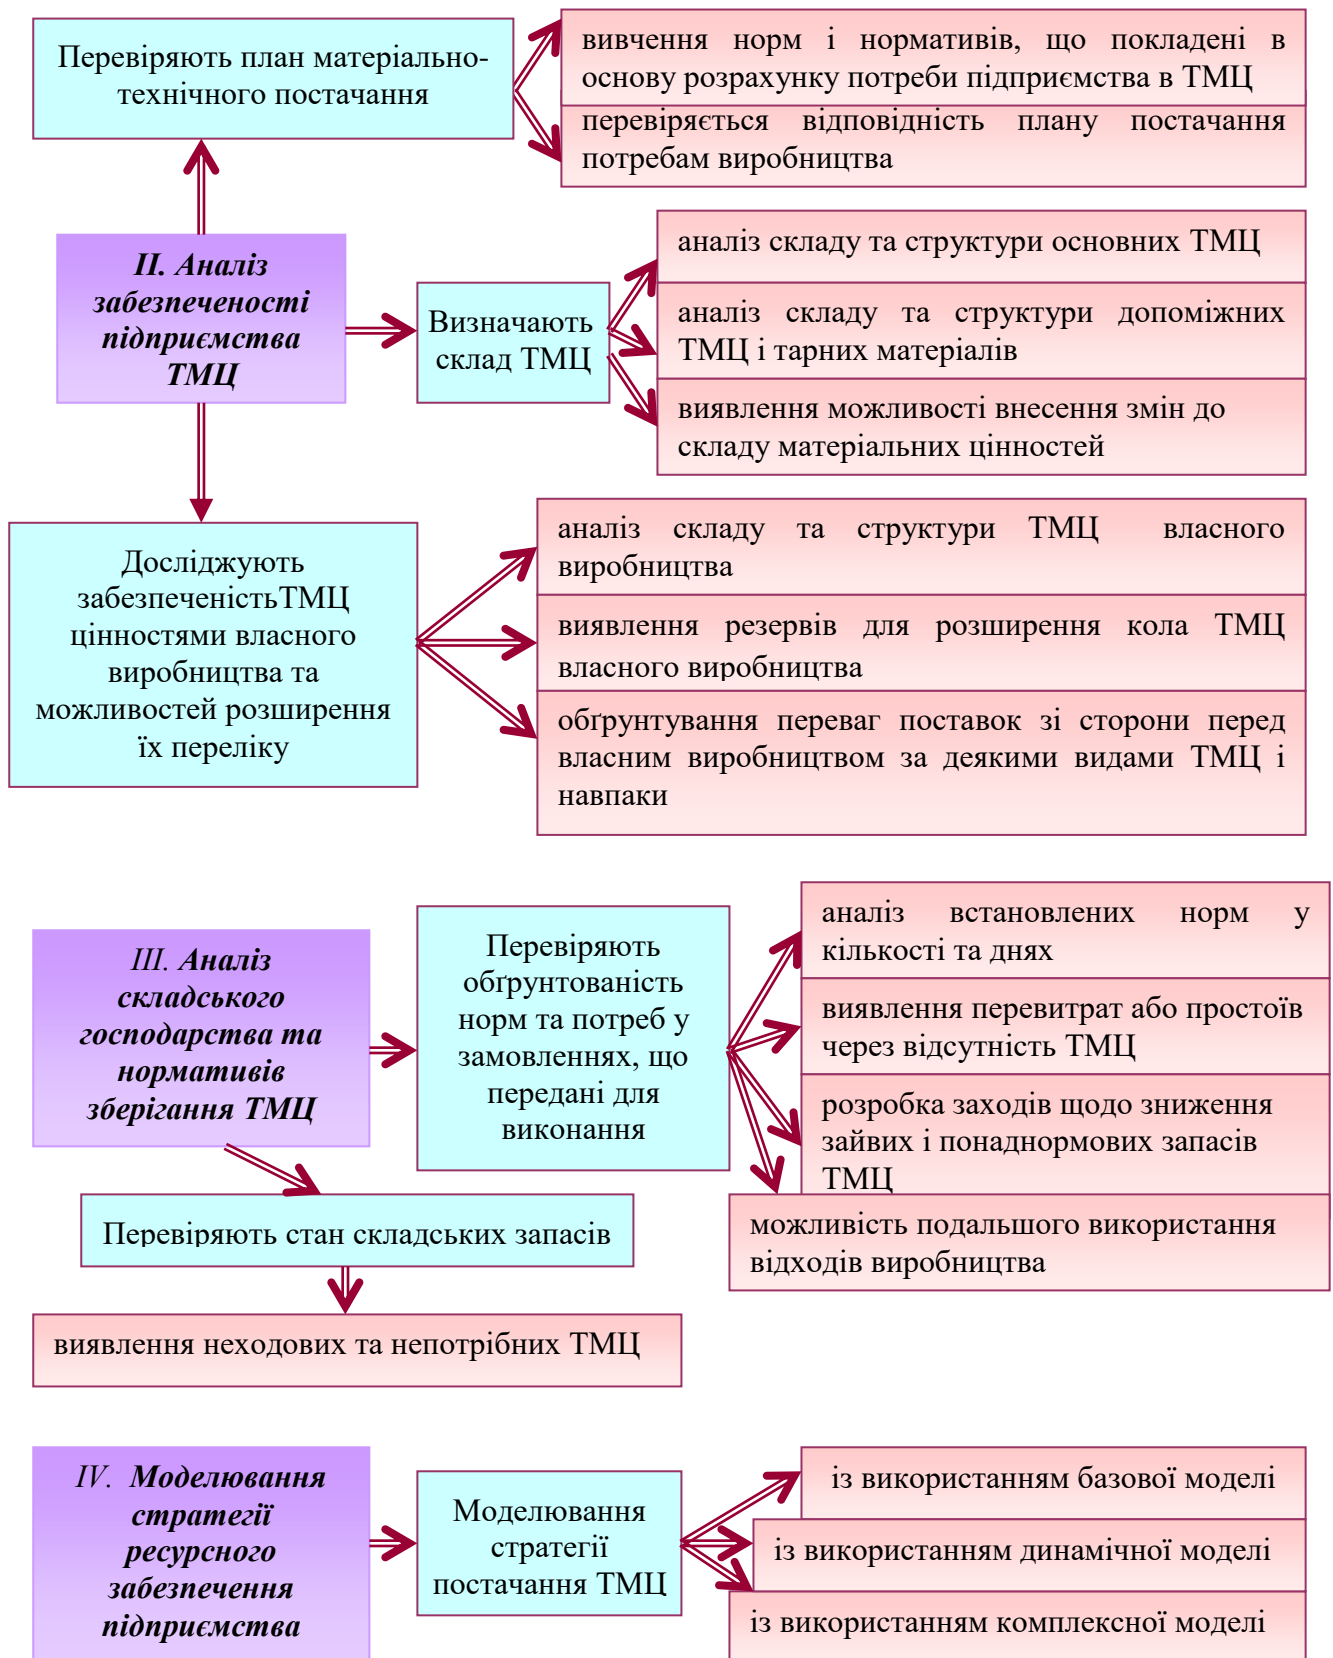 Перевіряють план матеріально-
технічного постачання
вивчення норм і нормативів, що покладені в
основу розрахунку потреби підприємства в ТМЦ
перевіряється відповідність плану постачання
потребам виробництва
II. Аналіз
забезпеченості
підприємства
ТМЦ
Визначають
склад ТМЦ
аналіз складу та структури основних ТМЦ
аналіз складу та структури допоміжних
ТМЦ і тарних матеріалів
виявлення можливості внесення змін до
складу матеріальних цінностей
Досліджують
забезпеченістьТМЦ
цінностями власного
виробництва та
можливостей розширення
їх переліку
аналіз складу та структури ТМЦ власного
виробництва
виявлення резервів для розширення кола ТМЦ
власного виробництва
обґрунтування переваг поставок зі сторони перед
власним виробництвом за деякими видами ТМЦ і
навпаки
III. Аналіз
складського
господарства та
нормативів
зберігання ТМЦ
Перевіряють
обґрунтованість
норм та потреб у
замовленнях, що
передані для
виконання
аналіз встановлених норм у
кількості та днях
виявлення перевитрат або простоїв
через відсутність ТМЦ
розробка заходів щодо зниження
зайвих і понаднормових запасів
ТМЦ
можливість подальшого використання
відходів виробництва
Перевіряють стан складських запасів
виявлення неходових та непотрібних ТМЦ
IV. Моделювання
стратегії
ресурсного
забезпечення
підприємства
Моделювання
стратегії
постачання ТМЦ
із використанням базової моделі
із використанням динамічної моделі
із використанням комплексної моделі